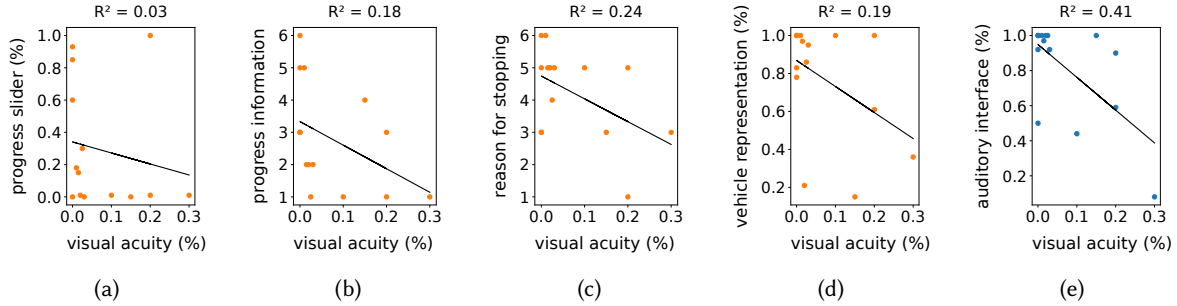 R² = 0.03
progress slider (%)
1.0
0.8
0.6
0.4
0.2
0.0
0.0 0.1 0.2 0.3
visual acuity (%)
(a)
R² = 0.18
progress information
6
5
4
3
2
1
0.0 0.1 0.2 0.3
visual acuity (%)
(b)
R² = 0.24
reason for stopping
6
5
4
3
2
1
0.0 0.1 0.2 0.3
visual acuity (%)
(c)
R² = 0.19
vehicle representation (%)
1.0
0.8
0.6
0.4
0.2
0.0 0.1 0.2 0.3
visual acuity (%)
(d)
R² = 0.41
auditory interface (%)
1.0
0.8
0.6
0.4
0.2
0.0 0.1 0.2 0.3
visual acuity (%)
(e)